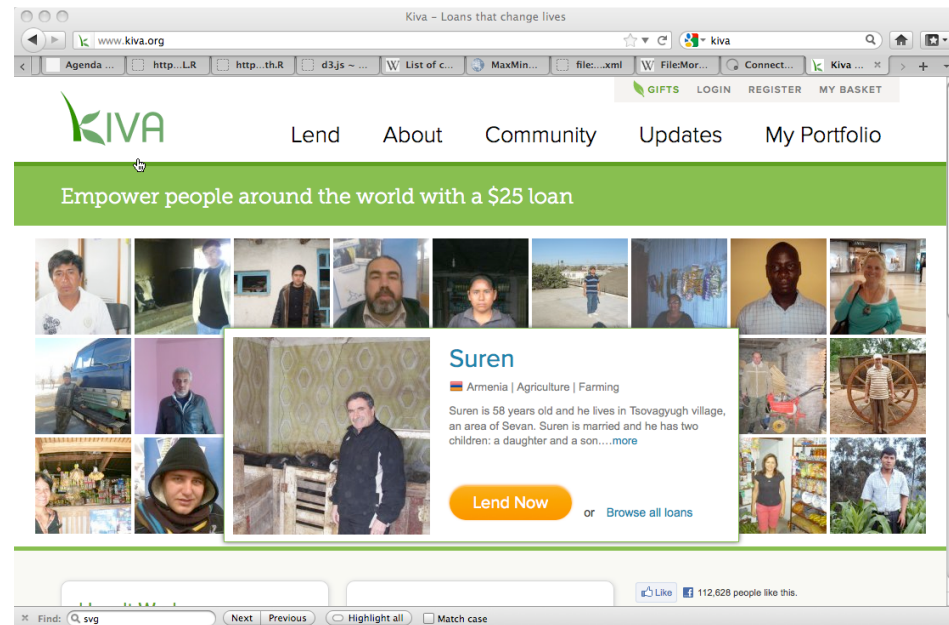 Kiva – Loans that change lives
www.kiva.org
kiva
Agenda ...
http...L.R
http...th.R
d3.js ~ ...
W List of c...
MaxMin...
file:...xml
W File:Mor...
Connect...
Kiva ...
GIFTS LOGIN REGISTER MY BASKET
KIVA
Lend About Community Updates My Portfolio
Empower people around the world with a $25 loan
Suren
Armenia | Agriculture | Farming
Suren is 58 years old and he lives in Tsovagyugh village,
an area of Sevan. Suren is married and he has two
children: a daughter and a son....more
Lend Now or Browse all loans
Like f 112,628 people like this.
Find: svg Next Previous Highlight all Match case